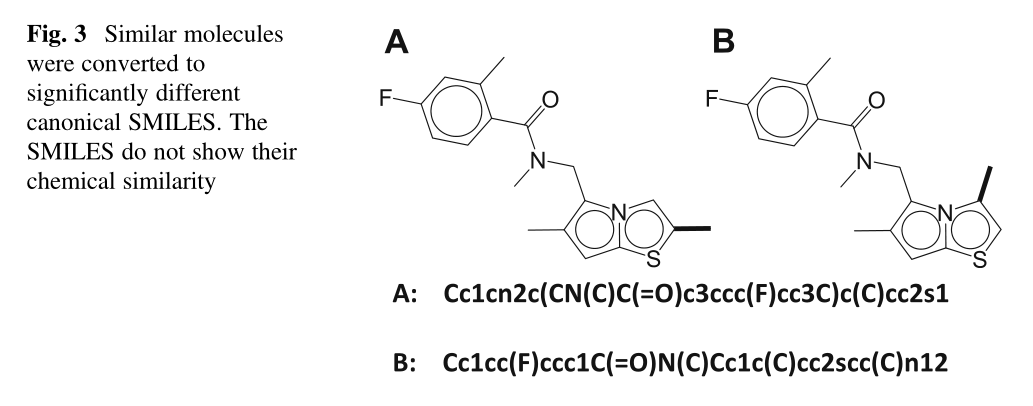 Fig. 3 Similar molecules
were converted to
significantly different
canonical SMILES. The
SMILES do not show their
chemical similarity
A
B
F
O
N
N
S
F
O
N
N
S
A: Cc1cn2c(CN(C)C(=O)c3ccc(F)cc3C)c(C)cc2s1
B: Cc1cc(F)ccc1C(=O)N(C)Cc1c(C)cc2scc(C)n12